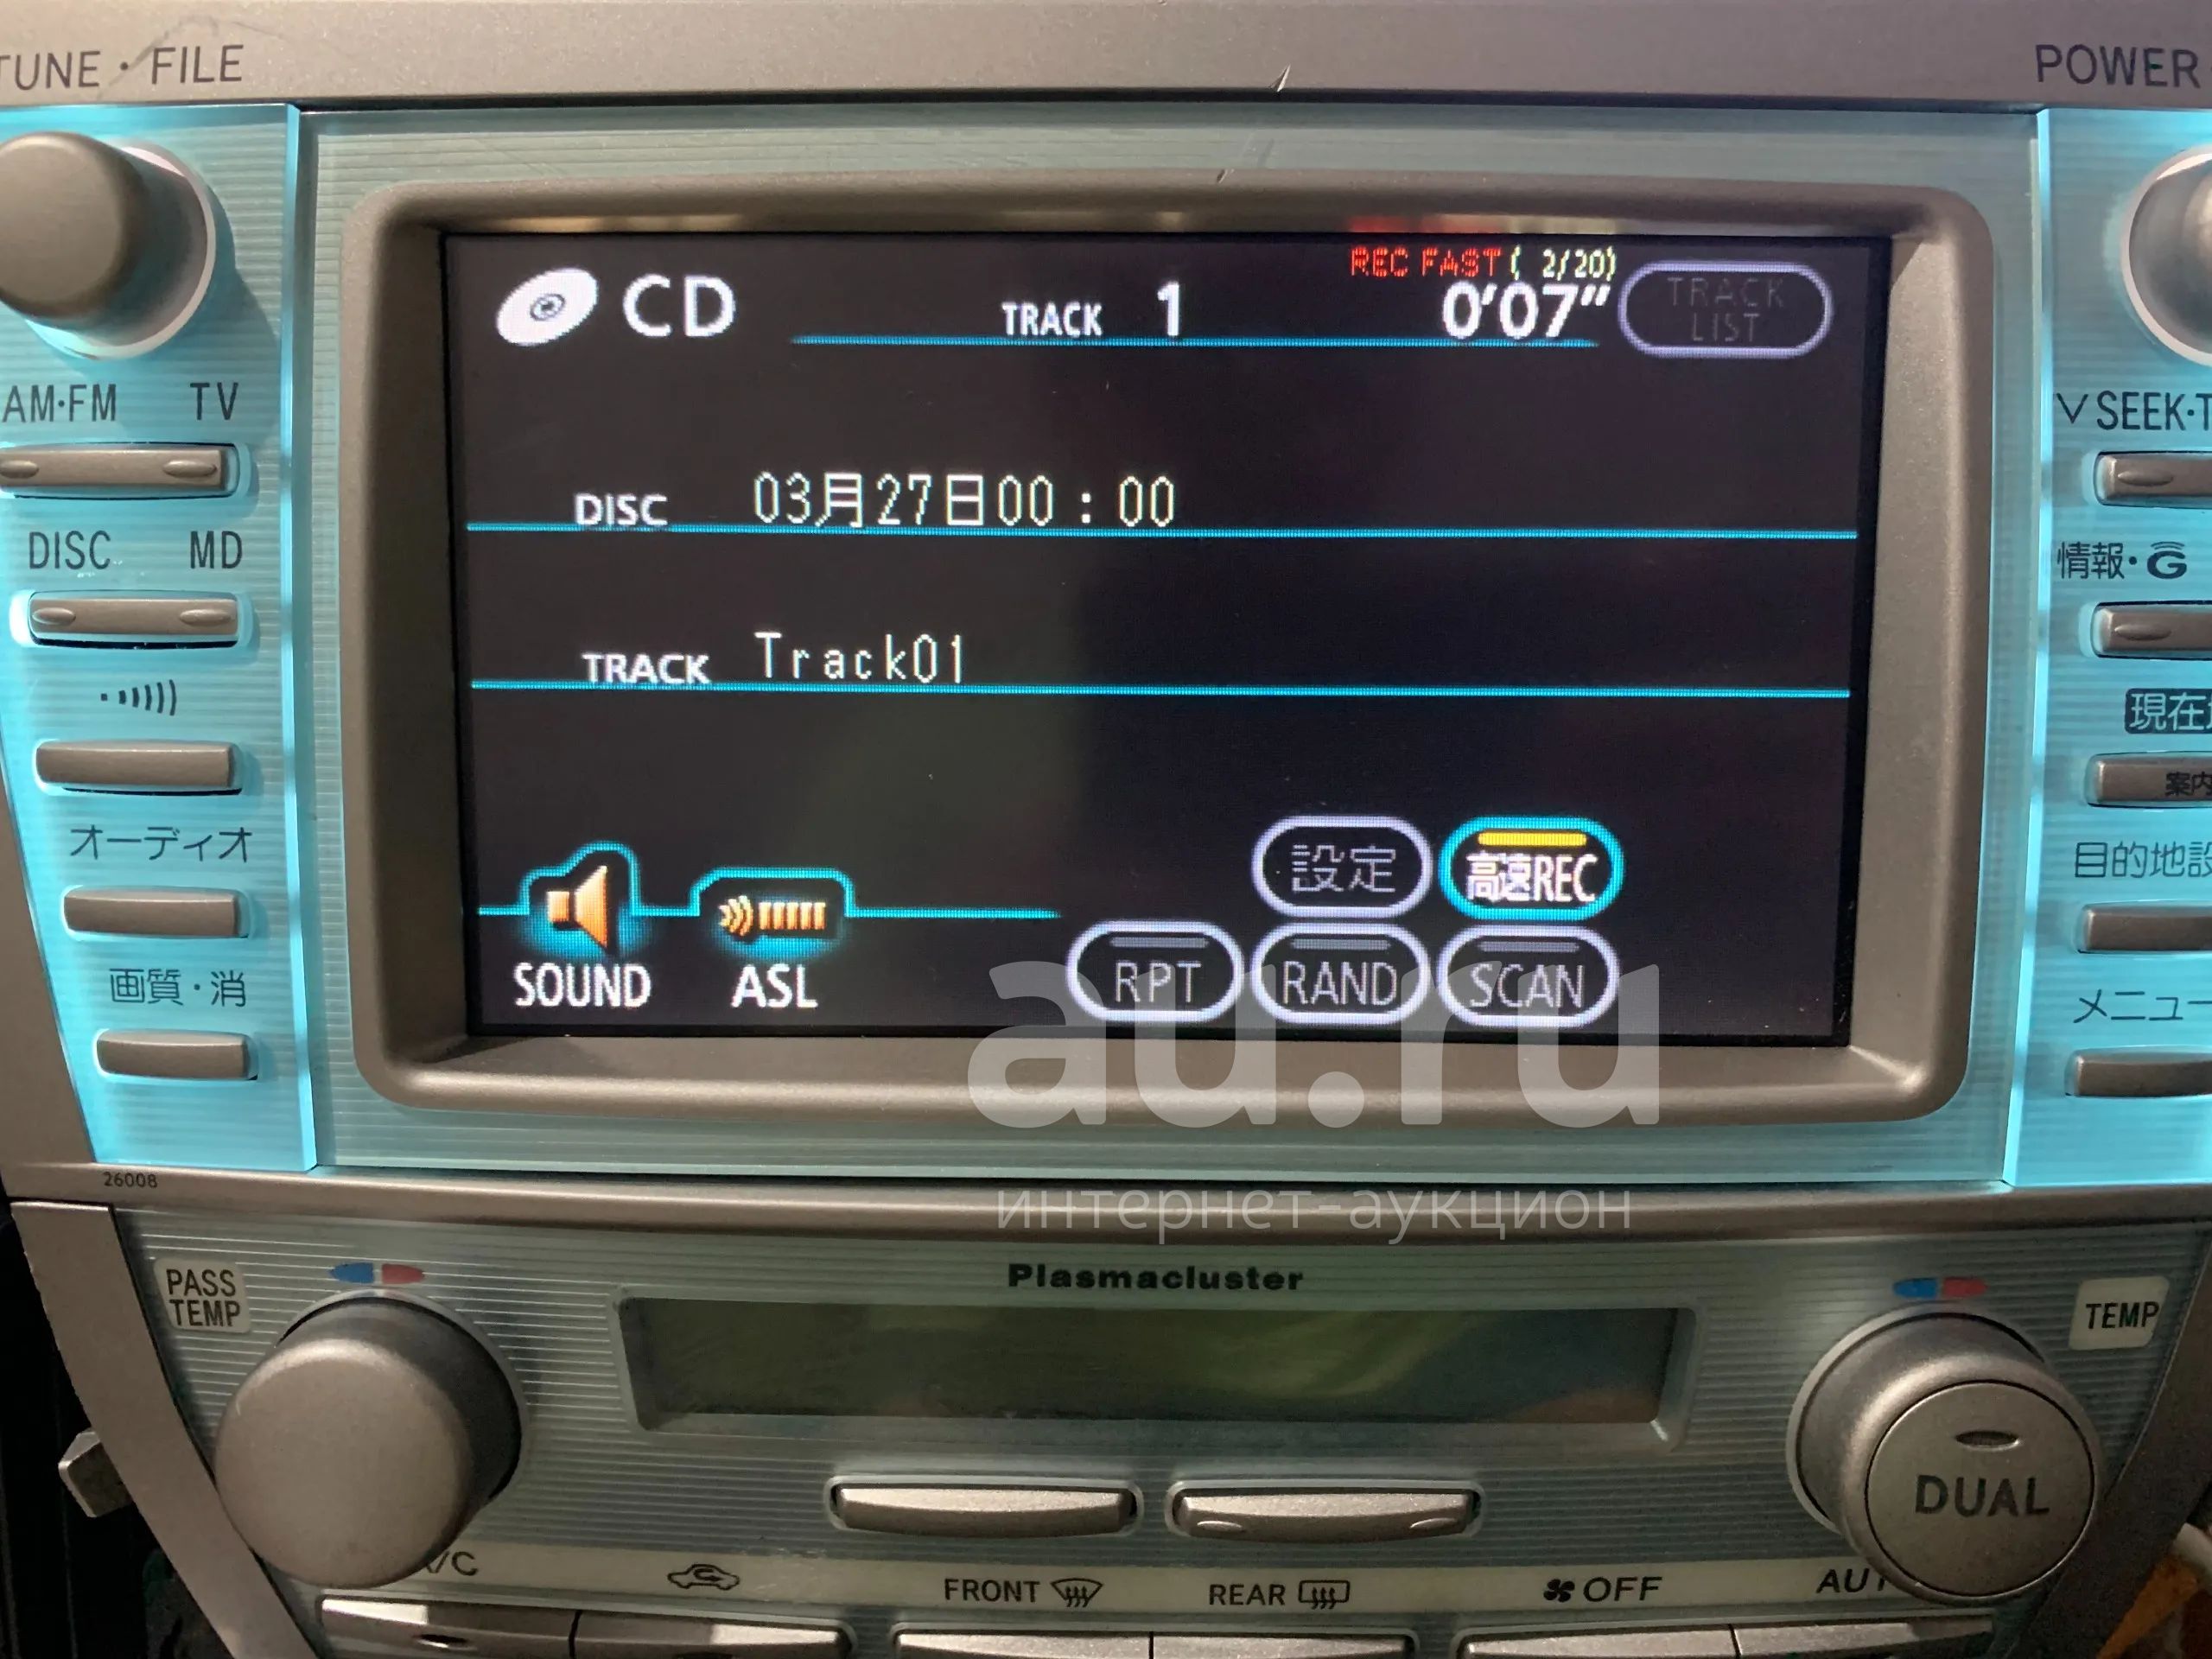 TUNE・FILE
POWER
REC FAST( 2/20)
CD
TRACK 1
0'07"
TRACK
LIST
AM・FM TV
SEEK・T
DISC 03月27日00：00
DISC MD
情報・G
TRACK Track01
現在
案内
オーディオ
設定
高速REC
目的地設
画質・消
SOUND
ASL
RPT
RAND
SCAN
メニュー
au.ru
26008
интернет-аукцион
Plasmacluster
PASS
TEMP
TEMP
DUAL
A/C
FRONT
REAR
OFF
AUT